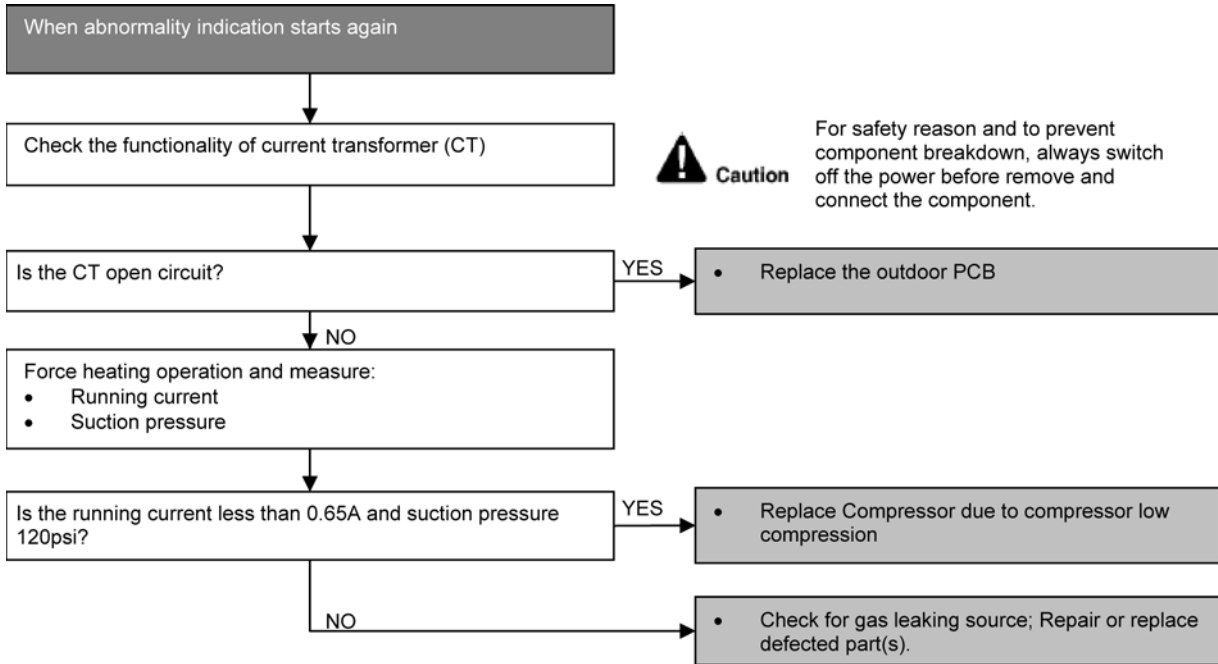 When abnormality indication starts again
Check the functionality of current transformer (CT)
Caution
For safety reason and to prevent
component breakdown, always switch
off the power before remove and
connect the component.
Is the CT open circuit?
YES
• Replace the outdoor PCB
NO
Force heating operation and measure:
• Running current
• Suction pressure
Is the running current less than 0.65A and suction pressure
120psi?
YES
• Replace Compressor due to compressor low
compression
NO
• Check for gas leaking source; Repair or replace
defected part(s).